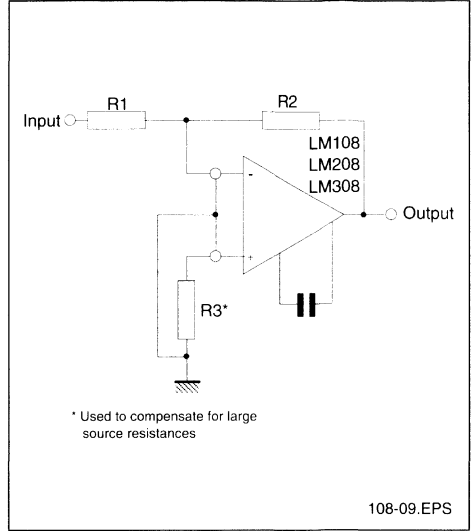 R1
R2
Input
LM108
LM208
LM308
-
Output
+
R3*
* Used to compensate for large
source resistances
108-09.EPS